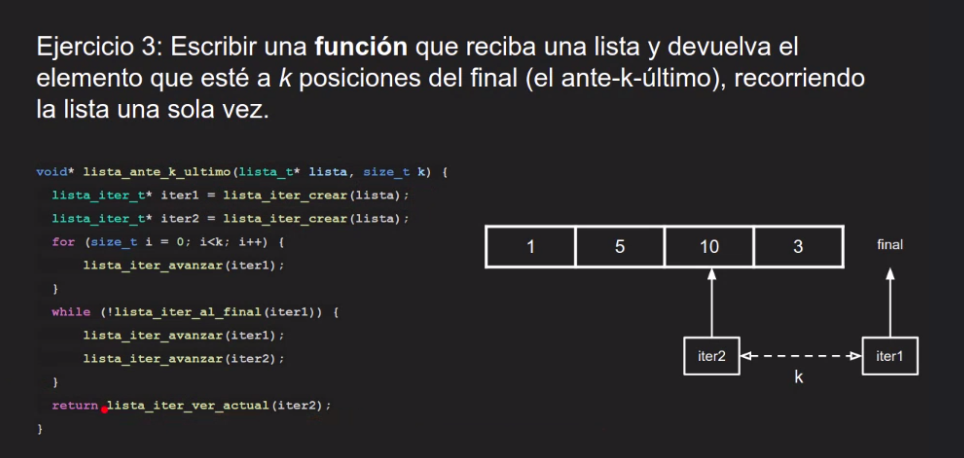 Ejercicio 3: Escribir una función que reciba una lista y devuelva el
elemento que esté a k posiciones del final (el ante-k-último), recorriendo
la lista una sola vez.
void* lista_ante_k_ultimo(lista_t* lista, size_t k) {
lista_iter_t* iter1 = lista_iter_crear(lista);
lista_iter_t* iter2 = lista_iter_crear(lista);
for (size_t i = 0; i<k; i++) {
lista_iter_avanzar(iter1);
}
while (!lista_iter_al_final(iter1)) {
lista_iter_avanzar(iter1);
lista_iter_avanzar(iter2);
}
return lista_iter_ver_actual(iter2);
}
1 5 10 3 final
iter2 iter1
k